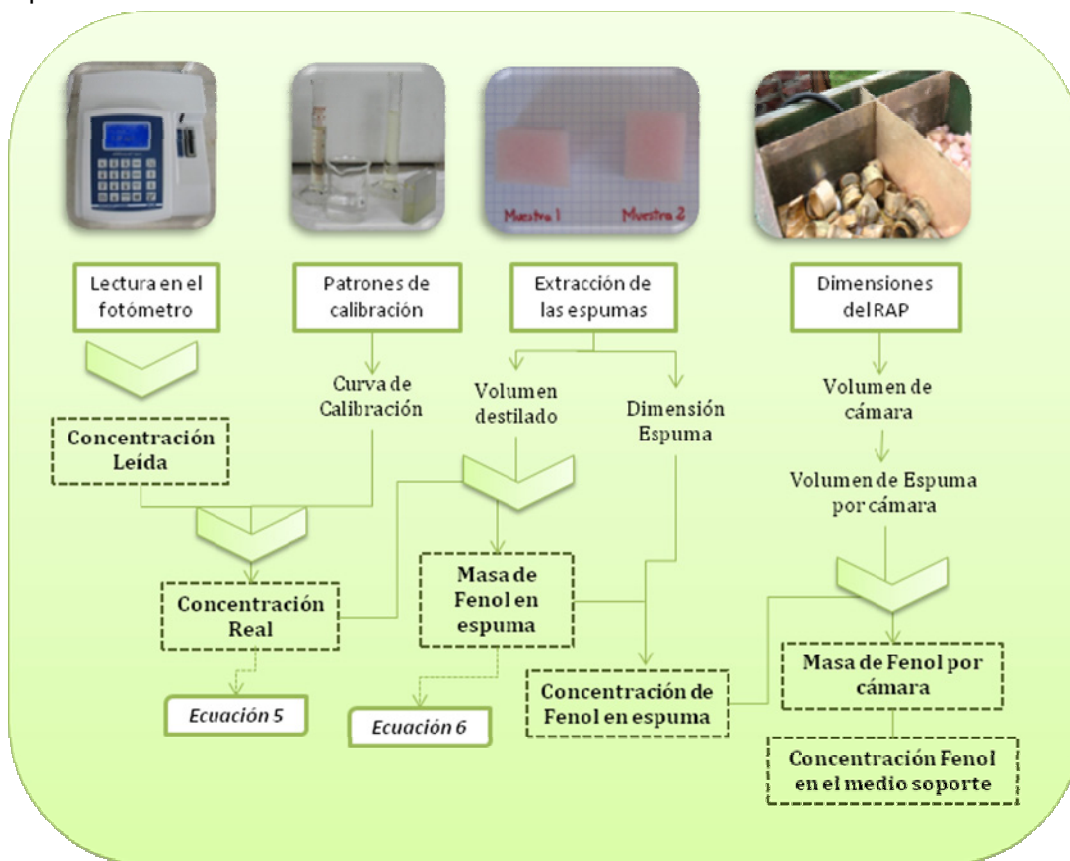 Muestra 1
Muestra 2
Lectura en el
fotómetro
Patrones de
calibración
Extracción de
las espumas
Dimensiones
del RAP
Curva de
Calibración
Volumen
destilado
Dimensión
Espuma
Volumen de
cámara
Concentración
Leída
Volumen de Espuma
por cámara
Concentración
Real
Masa de
Fenol en
espuma
Masa de Fenol por
cámara
Concentración de
Fenol en espuma
Ecuación 5
Ecuación 6
Concentración Fenol
en el medio soporte